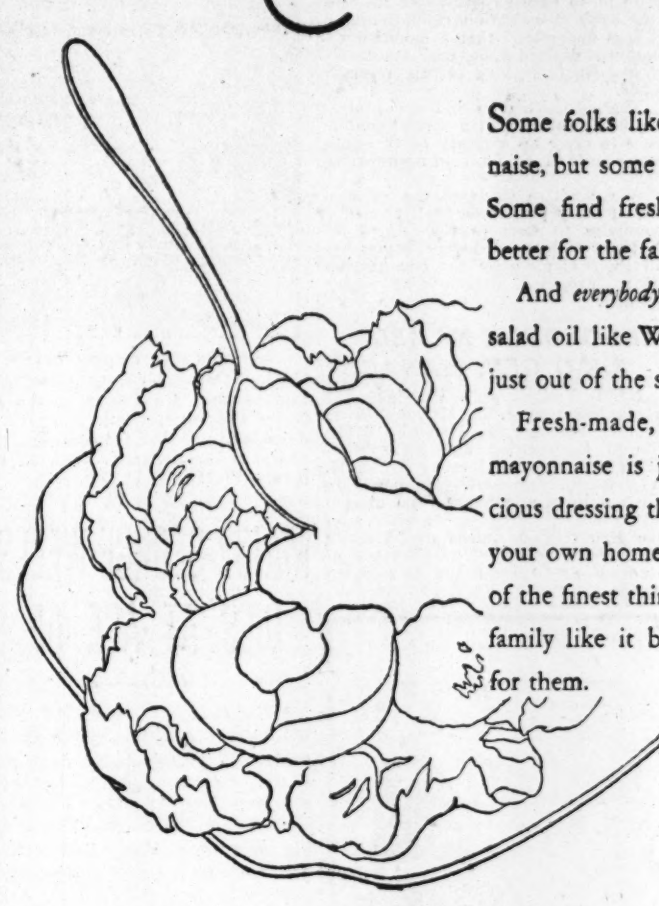 Some folks like
naise, but some
Some find fresh
better for the fa
And everybody
salad oil like W
just out of the s
Fresh-made,
mayonnaise is i
cious dressing th
your own home
of the finest thin
family like it b
for them.